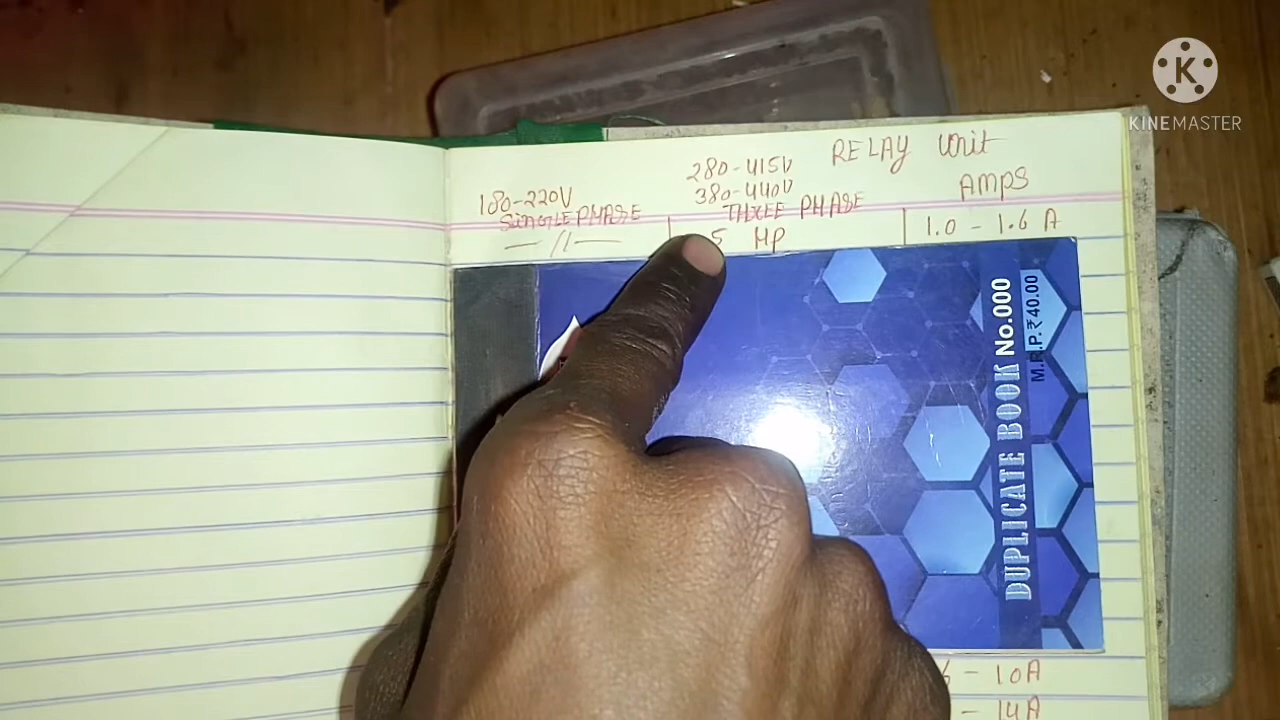 KINEMASTER
RELAY Unit
280-415V
180-220V 380-440V AMPS
SINGLE PHASE THREE PHASE
—//— 5 HP 1.0 - 1.6 A
DUPLICATE BOOK No.000
M.R.P.₹40.00
- 10A
- 14A